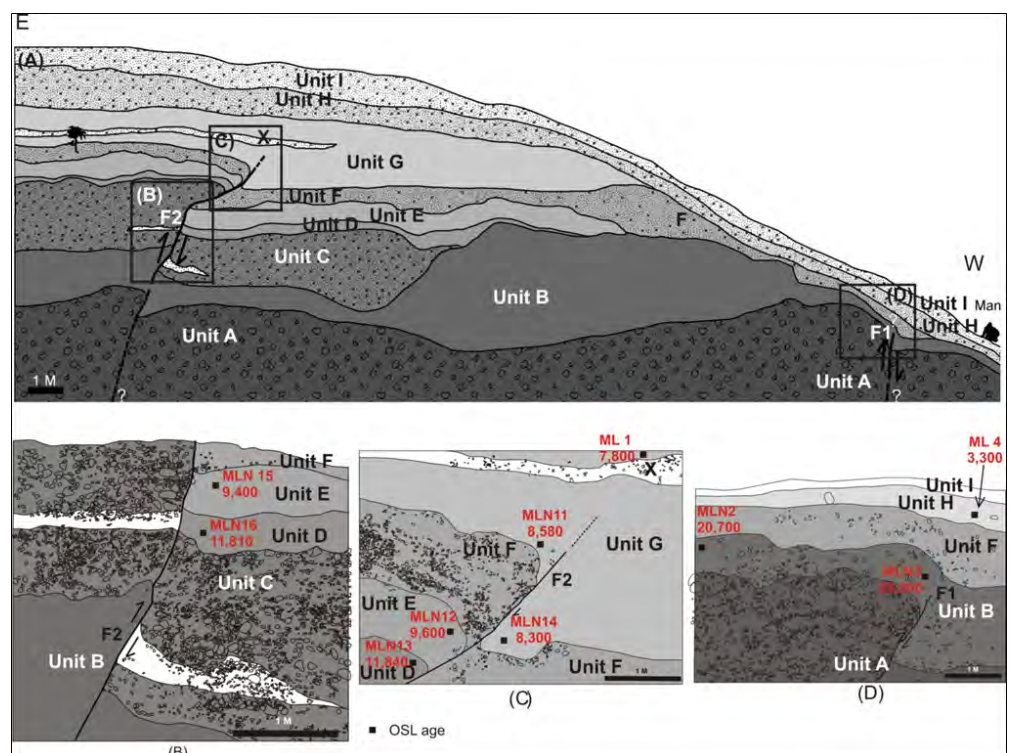 E
(A)
Unit I
Unit H
C)
X
Unit G
(B)
Unit F
F2
Unit E
F
Unit D
W
Unit C
(D)
Unit I Man
Unit B
Unit H
F1
Unit A
Unit A
1 M
?
?
Unit F
MLN 15
9,400
Unit E
MLN16
11,810
Unit D
Unit C
F2
Unit B
1 M
(B)
ML 1
7,800
X
MLN11
8,580
Unit F
Unit G
F2
Unit E
MLN12
9,600
MLN14
8,300
MLN13
11,840
Unit D
Unit F
1 M
(C)
OSL age
ML 4
3,300
Unit I
Unit H
MLN2
20,700
Unit F
F1
Unit B
Unit A
1 M
(D)